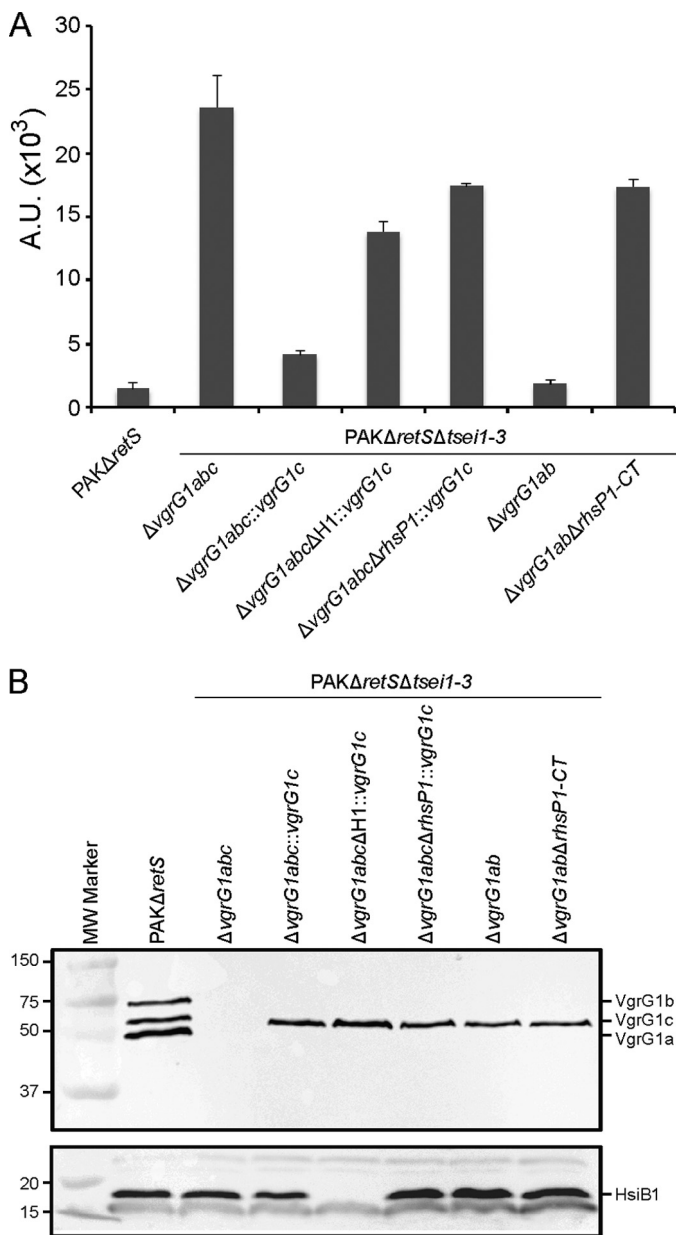 A
A.U. (x10³)
30
25
20
15
10
5
0
PAKΔretS
PAKΔretSΔtsei1-3
ΔvgrG1abc
ΔvgrG1abc::vgrG1c
ΔvgrG1abcΔH1::vgrG1c
ΔvgrG1abcΔrhsP1::vgrG1c
ΔvgrG1ab
ΔvgrG1abΔrhsP1-CT
B
PAKΔretSΔtsei1-3
MW Marker
PAKΔretS
ΔvgrG1abc
ΔvgrG1abc::vgrG1c
ΔvgrG1abcΔH1::vgrG1c
ΔvgrG1abcΔrhsP1::vgrG1c
ΔvgrG1ab
ΔvgrG1abΔrhsP1-CT
150
75
50
37
VgrG1b
VgrG1c
VgrG1a
20
15
HsiB1